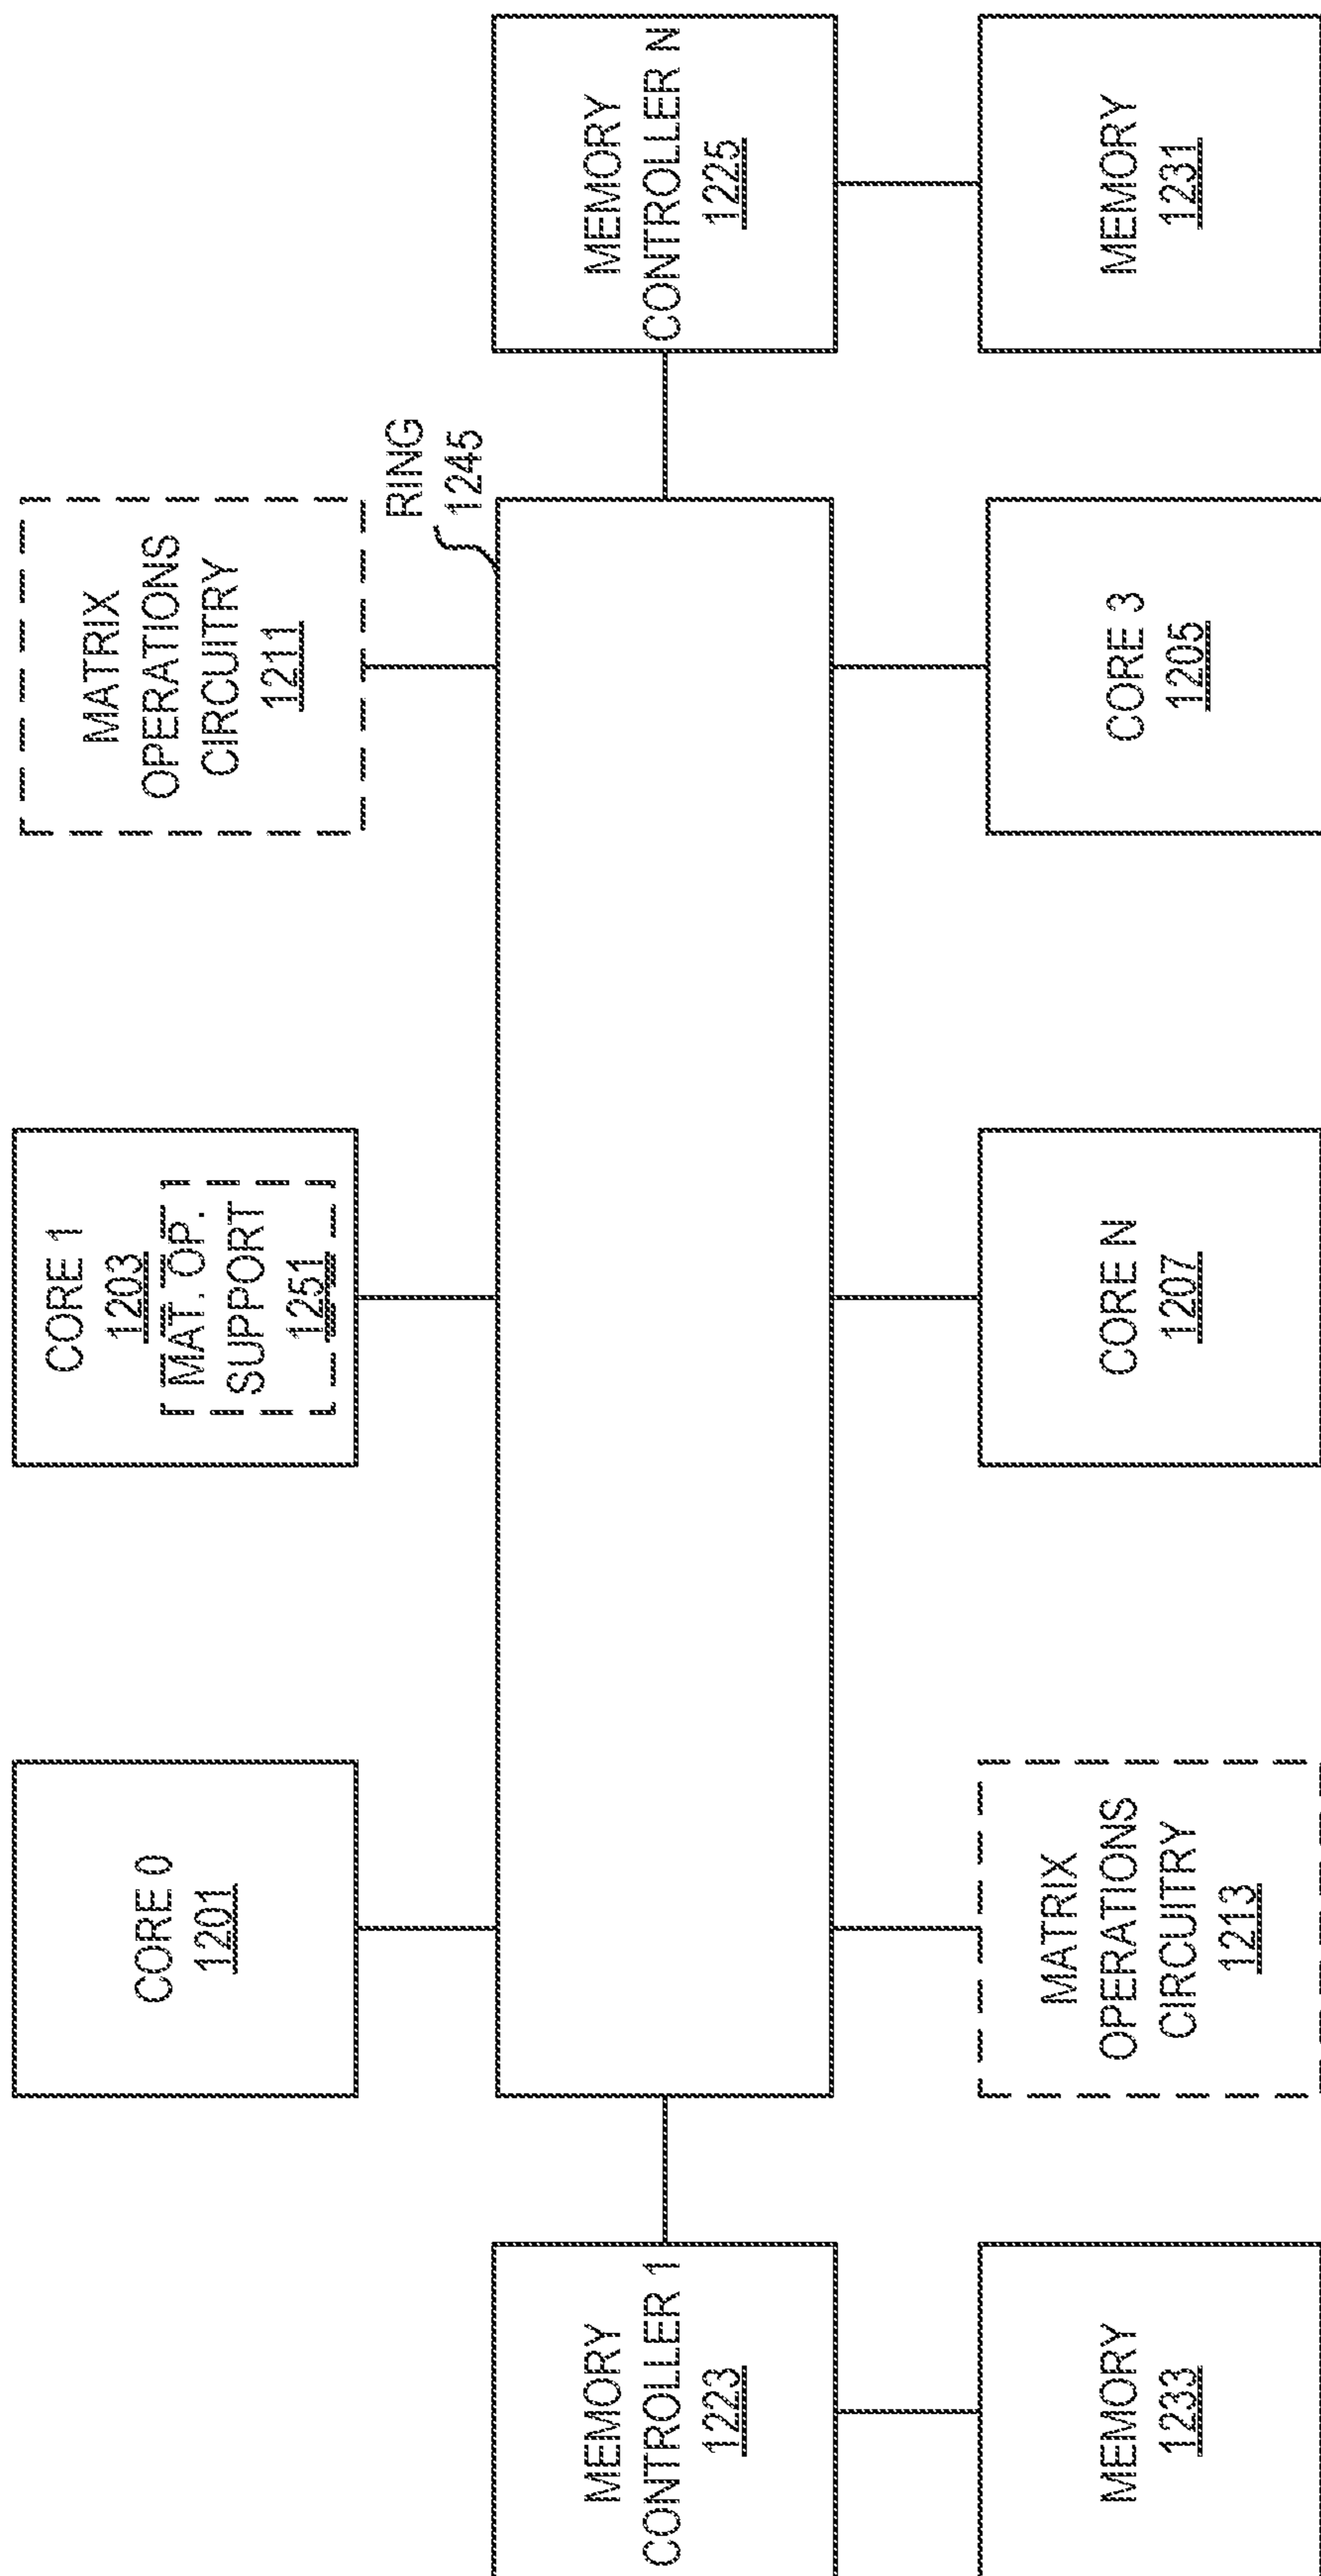 CORE 0
1201
CORE 1
1203
MAT. OP.
SUPPORT
1251
MATRIX
OPERATIONS
CIRCUITRY
1211
RING
1245
MEMORY
CONTROLLER 1
1223
MEMORY
CONTROLLER N
1225
MEMORY
1233
MATRIX
OPERATIONS
CIRCUITRY
1213
CORE N
1207
CORE 3
1205
MEMORY
1231